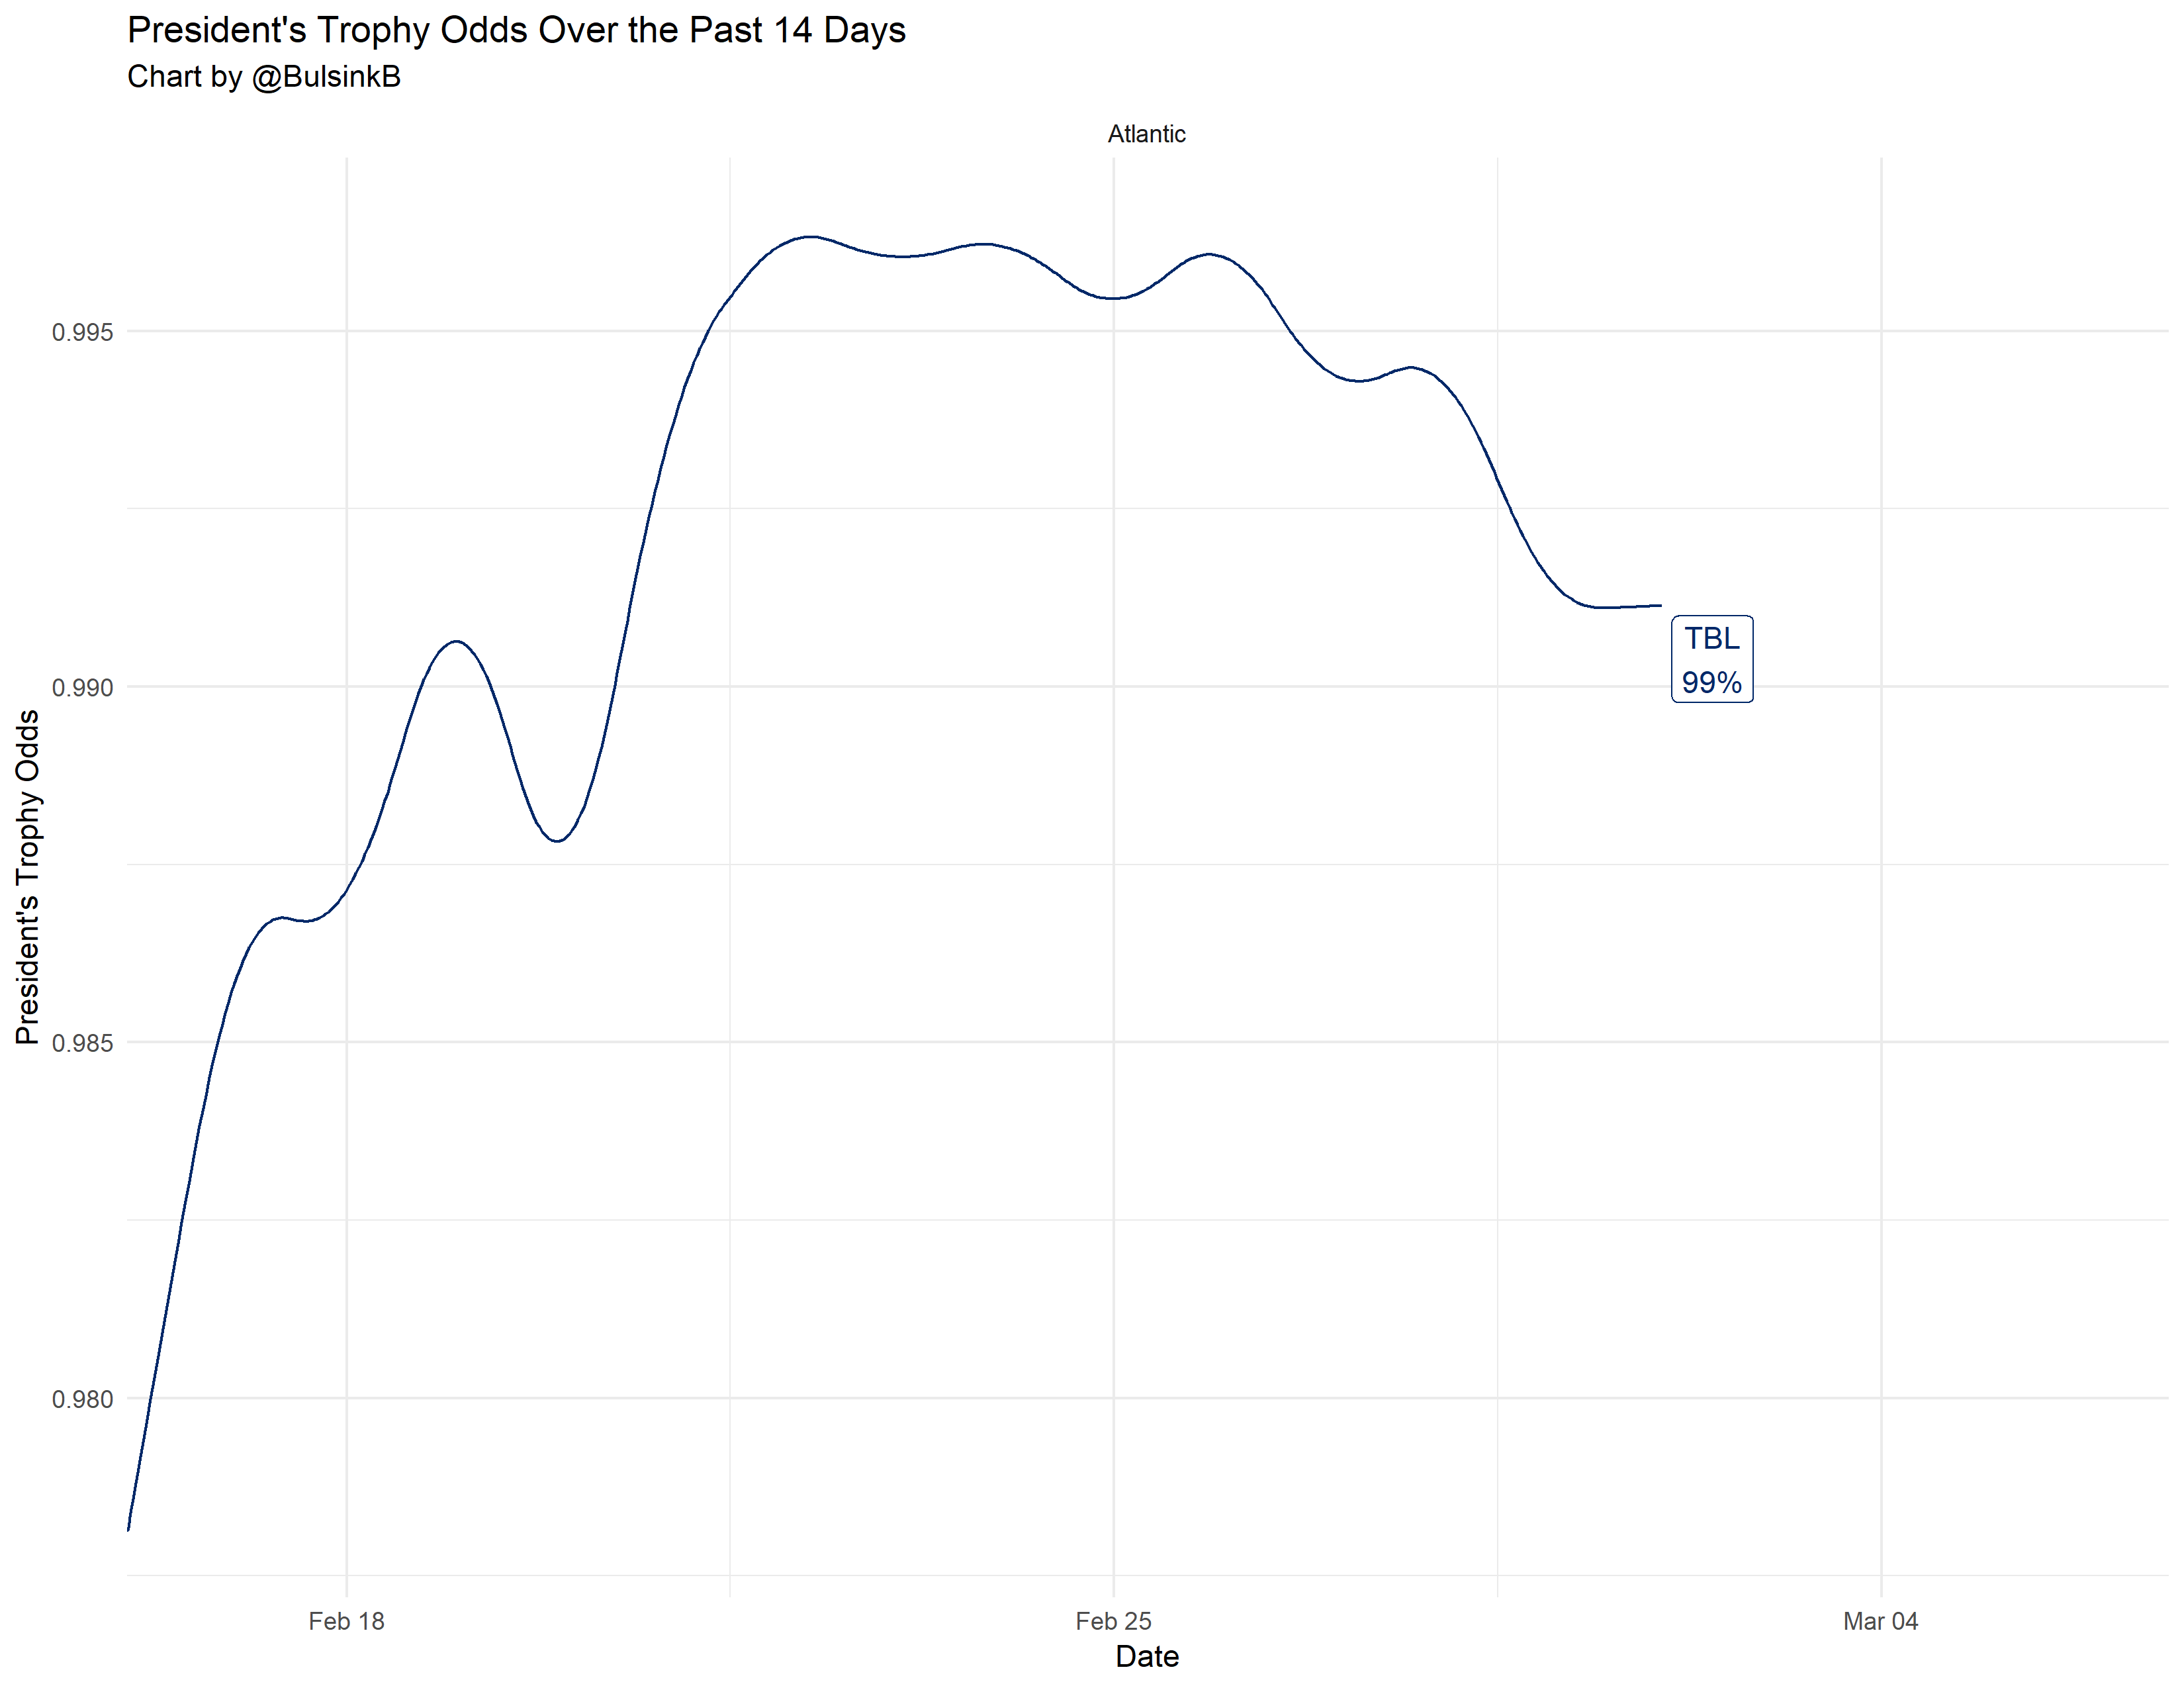 President's Trophy Odds Over the Past 14 Days
Chart by @BulsinkB
Atlantic
0.995
0.990
0.985
0.980
President's Trophy Odds
TBL
99%
Feb 18
Feb 25
Mar 04
Date